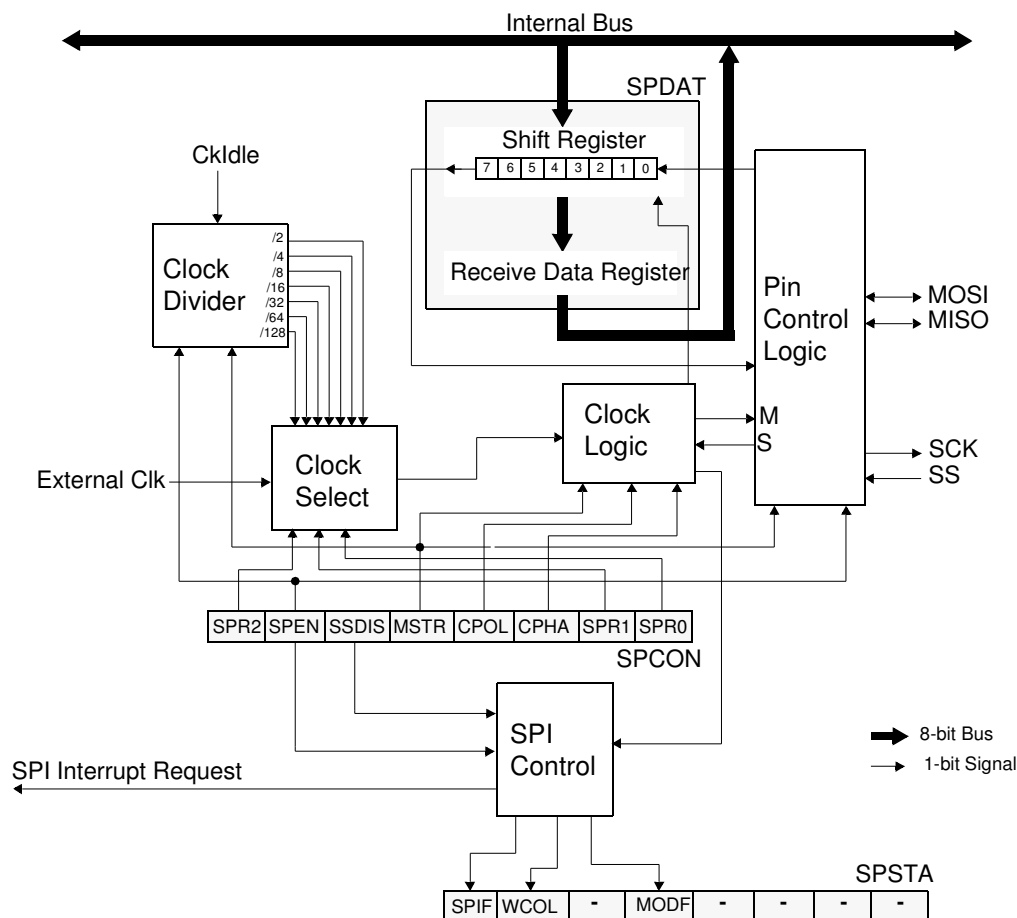 Internal Bus
SPDAT
Shift Register
7 6 5 4 3 2 1 0
CkIdle
Clock
Divider
/2
/4
/8
/16
/32
/64
/128
Receive Data Register
Pin
Control
Logic
MOSI
MISO
Clock
Logic
M
S
SCK
SS
External Clk
Clock
Select
SPR2 SPEN SSDIS MSTR CPOL CPHA SPR1 SPR0
SPCON
SPI
Control
8-bit Bus
1-bit Signal
SPI Interrupt Request
SPSTA
SPIF WCOL - MODF - - - -